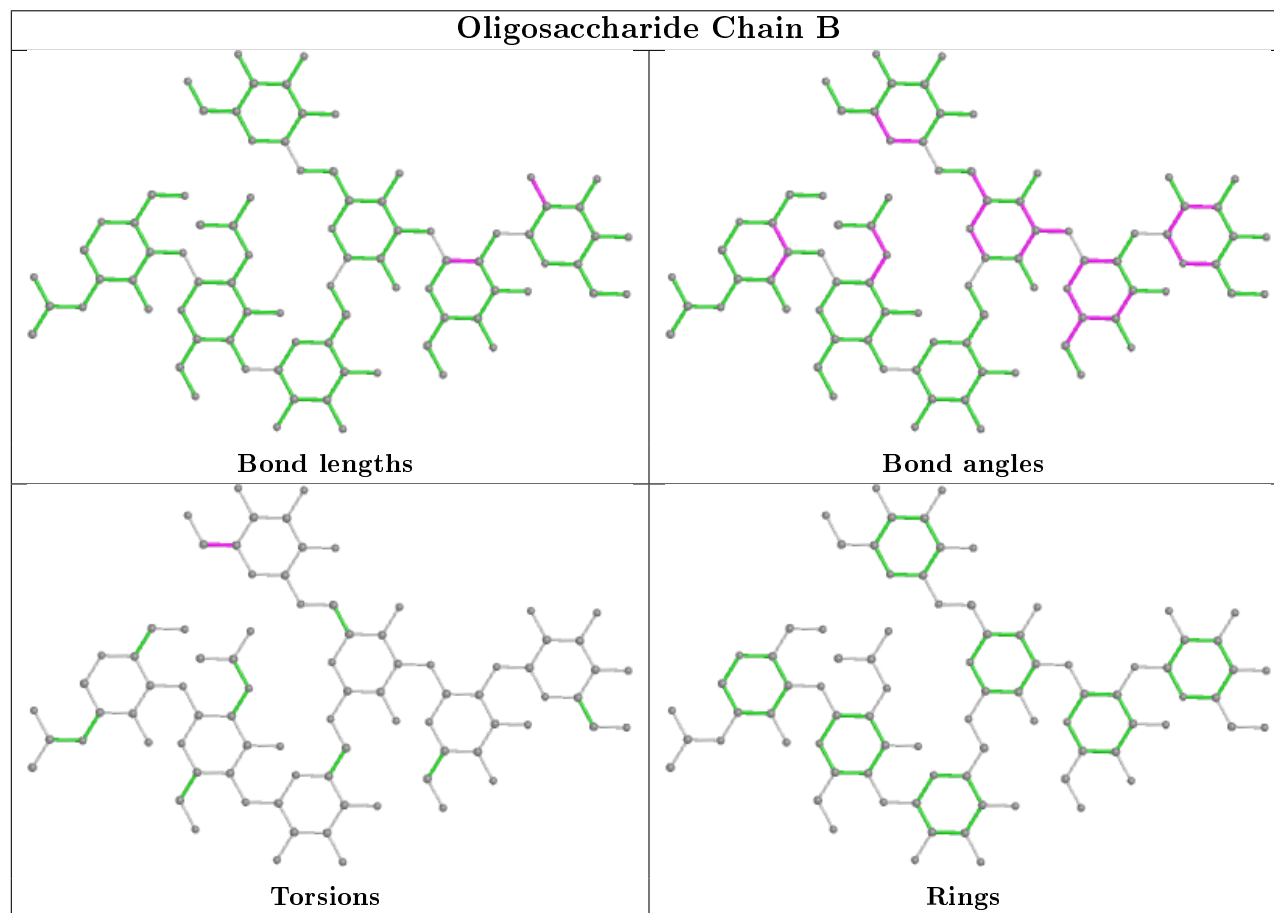 Oligosaccharide Chain B
Bond lengths
Bond angles
Torsions
Rings